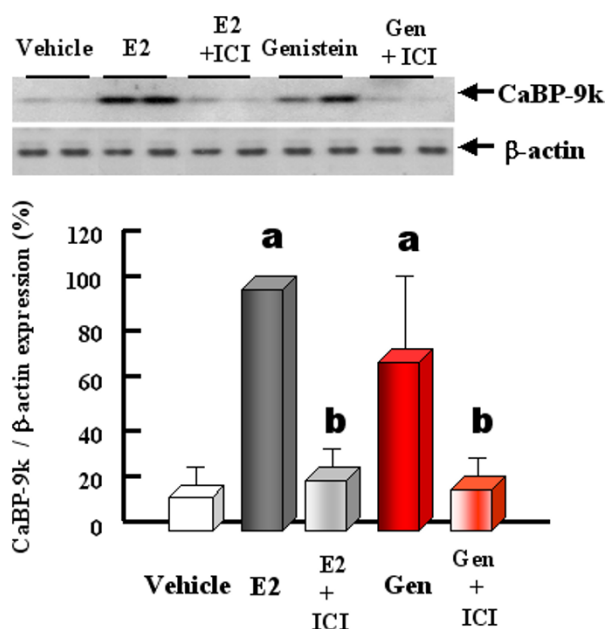 Vehicle E2 E2 +ICI Genistein Gen + ICI
CaBP-9k
β-actin
CaBP-9k / β-actin expression (%)
120
100
80
60
40
20
0
a
a
b
b
Vehicle E2 E2 + ICI Gen Gen + ICI